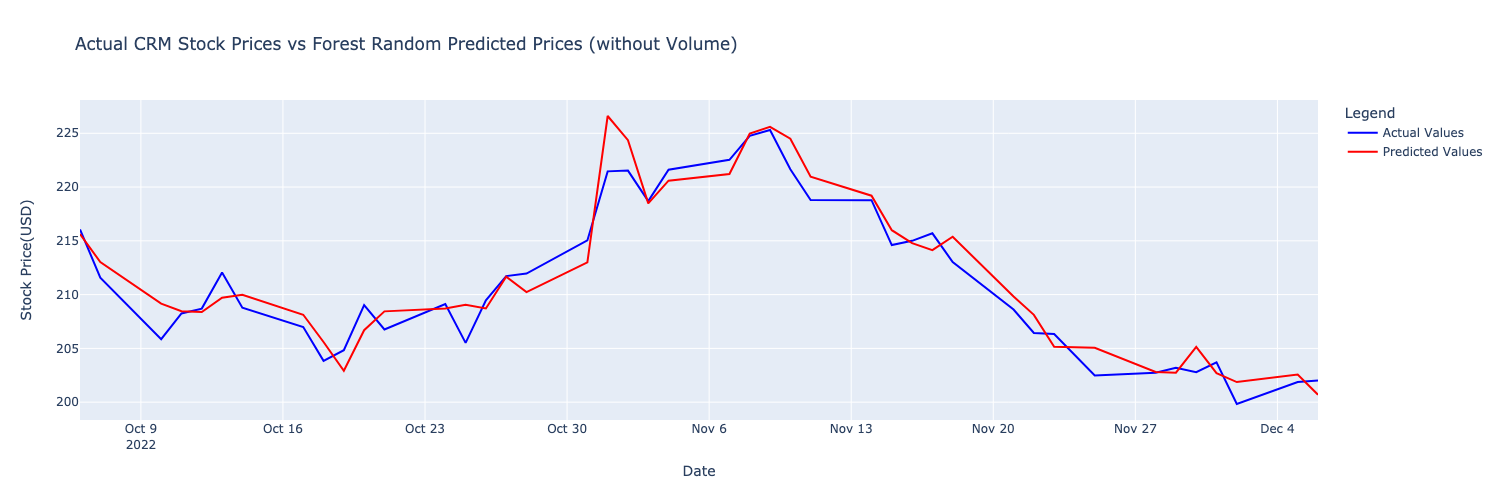 Actual CRM Stock Prices vs Forest Random Predicted Prices (without Volume)
Legend
Actual Values
Predicted Values
225
220
215
210
205
200
Stock Price(USD)
Oct 9 Oct 16 Oct 23 Oct 30 Nov 6 Nov 13 Nov 20 Nov 27 Dec 4
2022
Date